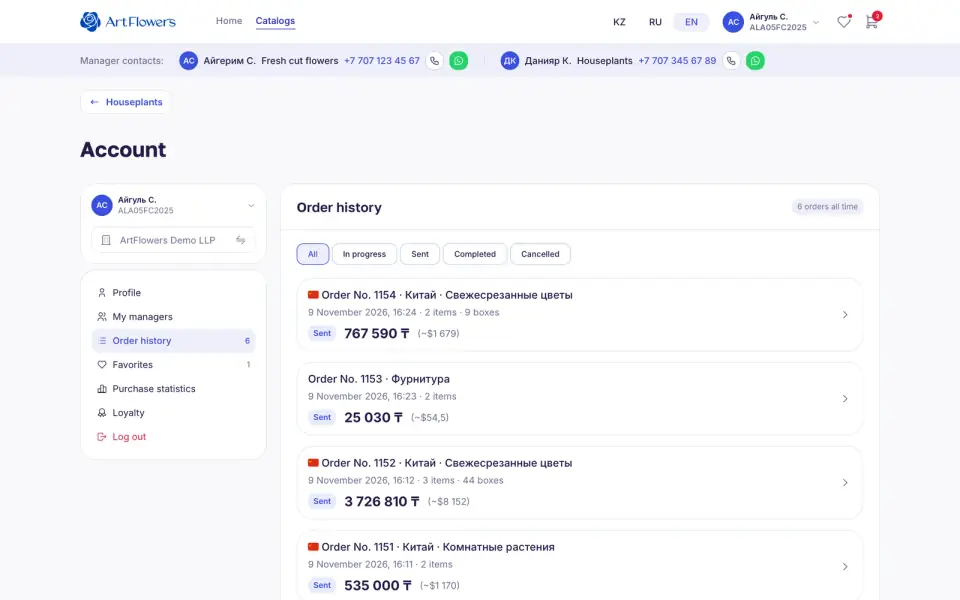 ArtFlowers
Home Catalogs
KZ RU EN
АС Айгуль С.
ALA05FC2025
2
Manager contacts: АС Айгерим С. Fresh cut flowers +7 707 123 45 67 ДК Данияр К. Houseplants +7 707 345 67 89
← Houseplants
Account
АС Айгуль С.
ALA05FC2025
ArtFlowers Demo LLP
Profile
My managers
Order history 6
Favorites 1
Purchase statistics
Loyalty
Log out
Order history 6 orders all time
All In progress Sent Completed Cancelled
Order No. 1154 · Китай · Свежесрезанные цветы
9 November 2026, 16:24 · 2 items · 9 boxes
Sent 767 590 ₸ (~$1 679)
Order No. 1153 · Фурнитура
9 November 2026, 16:23 · 2 items
Sent 25 030 ₸ (~$54,5)
Order No. 1152 · Китай · Свежесрезанные цветы
9 November 2026, 16:12 · 3 items · 44 boxes
Sent 3 726 810 ₸ (~$8 152)
Order No. 1151 · Китай · Комнатные растения
9 November 2026, 16:11 · 2 items
Sent 535 000 ₸ (~$1 170)